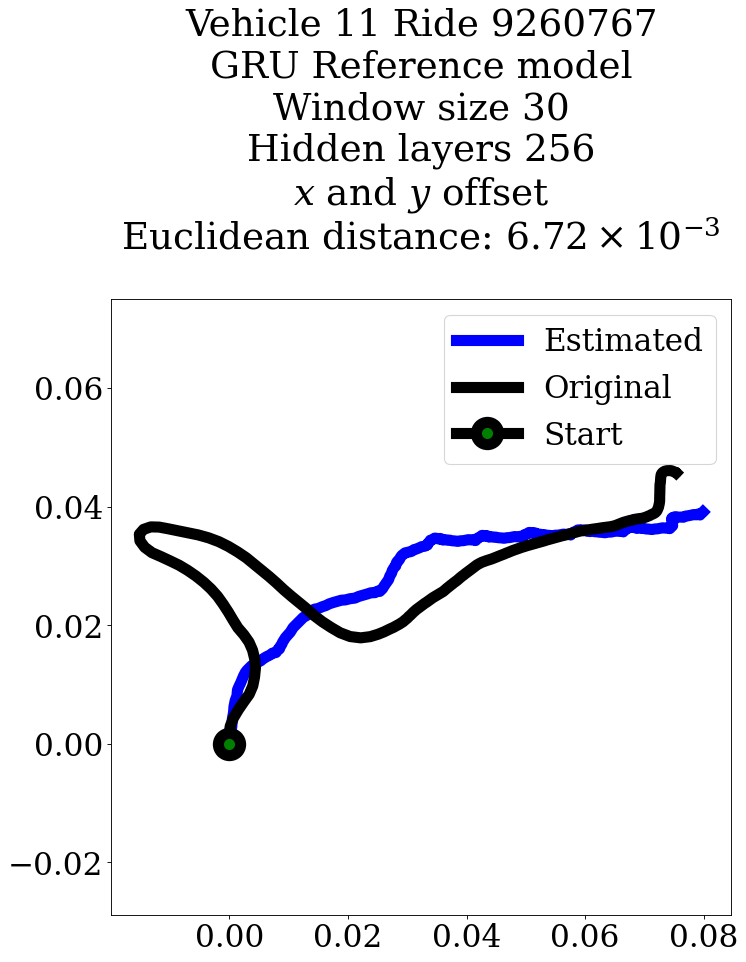 Vehicle 11 Ride 9260767
GRU Reference model
Window size 30
Hidden layers 256
x and y offset
Euclidean distance: 6.72 × 10⁻³
Estimated
Original
Start
0.06
0.04
0.02
0.00
−0.02
0.00 0.02 0.04 0.06 0.08